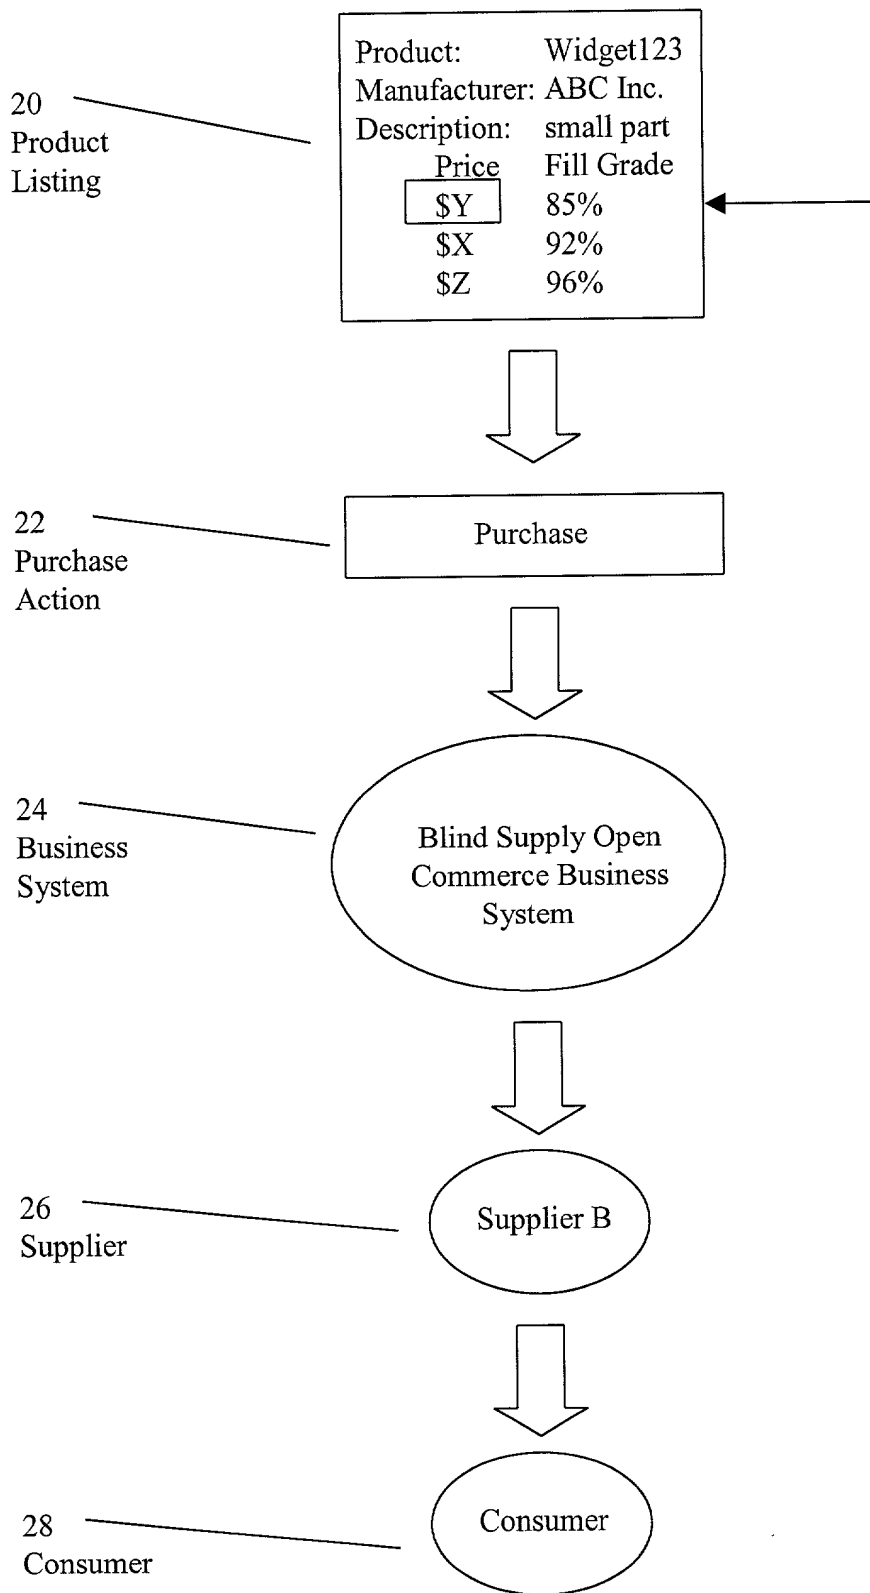 Product: Widget123
Manufacturer: ABC Inc.
Description: small part
Price Fill Grade
$Y 85%
$X 92%
$Z 96%
20
Product
Listing
Purchase
22
Purchase
Action
Blind Supply Open
Commerce Business
System
24
Business
System
Supplier B
26
Supplier
Consumer
28
Consumer